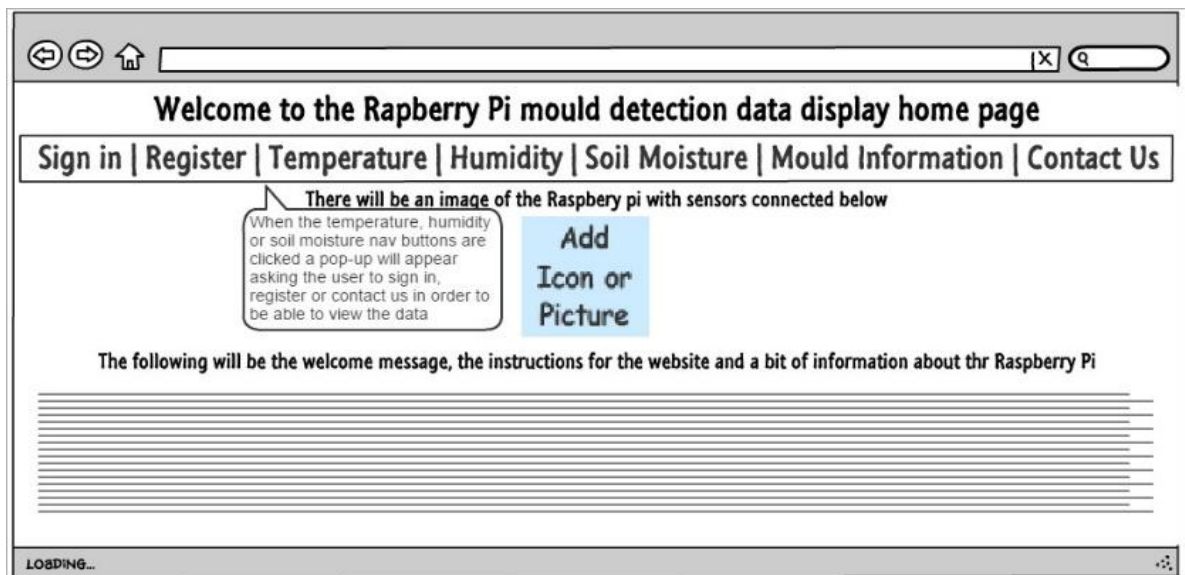 Welcome to the Rapberry Pi mould detection data display home page
Sign in | Register | Temperature | Humidity | Soil Moisture | Mould Information | Contact Us
There will be an image of the Raspbery pi with sensors connected below
When the temperature, humidity
or soil moisture nav buttons are
clicked a pop-up will appear
asking the user to sign in,
register or contact us in order to
be able to view the data
Add
Icon or
Picture
The following will be the welcome message, the instructions for the website and a bit of information about thr Raspberry Pi
LOADING...